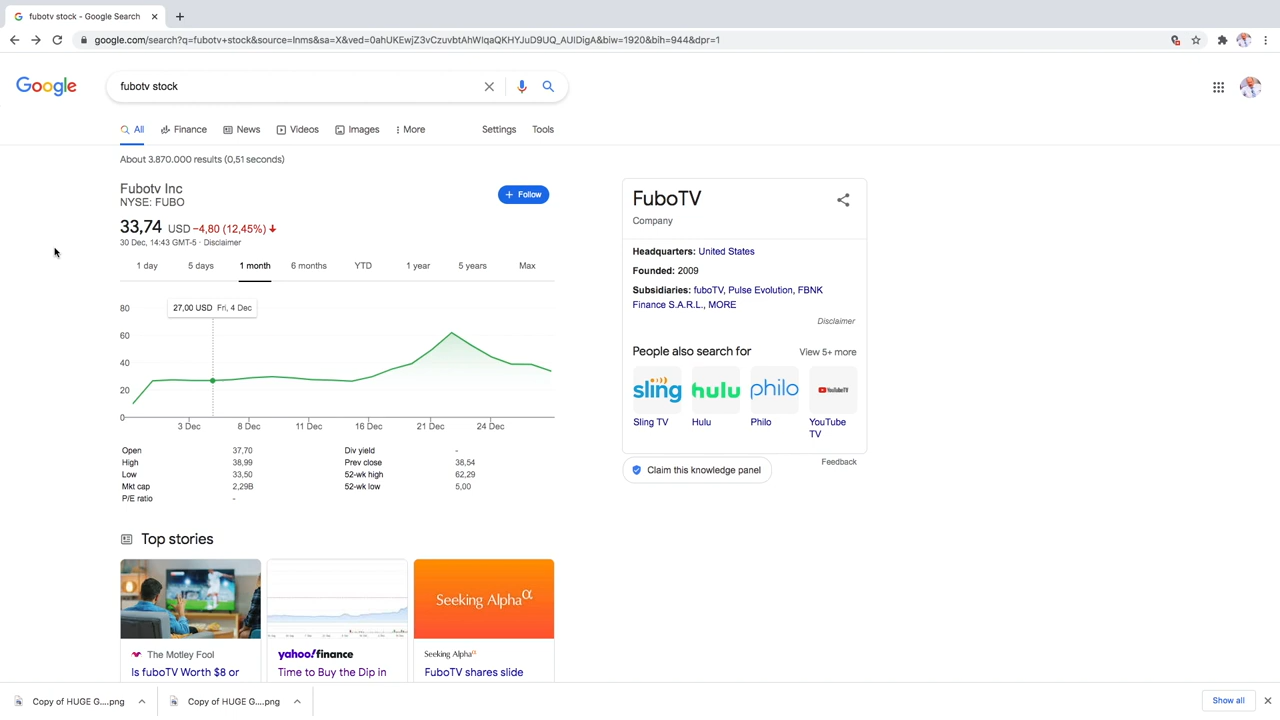 fubotv stock - Google Search
google.com/search?q=fubotv+stock&source=lnms&sa=X&ved=0ahUKEwjZ3vCzuvbtAhWIqaQKHYJuD9UQ_AUIDigA&biw=1920&bih=944&dpr=1
Google
fubotv stock
All Finance News Videos Images More Settings Tools
About 3.870.000 results (0,51 seconds)
Fubotv Inc
NYSE: FUBO
+ Follow
33,74 USD −4,80 (12,45%)
30 Dec, 14:43 GMT-5 · Disclaimer
1 day 5 days 1 month 6 months YTD 1 year 5 years Max
27,00 USD Fri, 4 Dec
80
60
40
20
0
3 Dec 8 Dec 11 Dec 16 Dec 21 Dec 24 Dec
Open 37,70 Div yield -
High 38,99 Prev close 38,54
Low 33,50 52-wk high 62,29
Mkt cap 2,29B 52-wk low 5,00
P/E ratio -
Top stories
The Motley Fool
Is fuboTV Worth $8 or
yahoo!finance
Time to Buy the Dip in
Seeking Alphaα
Seeking Alphaα
FuboTV shares slide
FuboTV
Company
Headquarters: United States
Founded: 2009
Subsidiaries: fuboTV, Pulse Evolution, FBNK
Finance S.A.R.L., MORE
Disclaimer
People also search for View 5+ more
sling hulu philo YouTubeTV
Sling TV Hulu Philo YouTube
TV
Feedback
Claim this knowledge panel
Copy of HUGE G....png Copy of HUGE G....png Show all